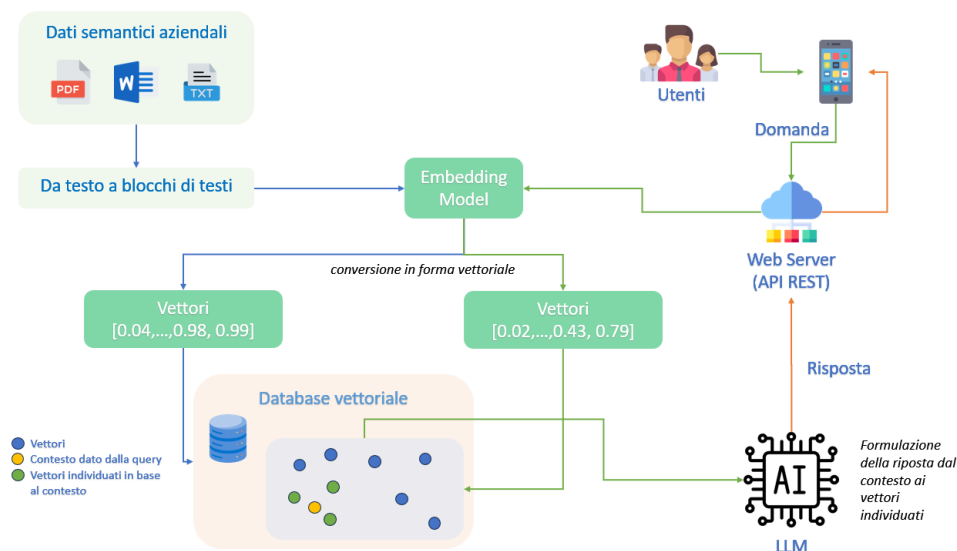 Dati semantici aziendali
PDF
W
TXT
Utenti
Domanda
Da testo a blocchi di testi
Embedding
Model
Web Server
(API REST)
conversione in forma vettoriale
Vettori
[0.04,...,0.98, 0.99]
Vettori
[0.02,...,0.43, 0.79]
Risposta
Database vettoriale
Vettori
Contesto dato dalla query
Vettori individuati in base
al contesto
AI
Formulazione
della riposta dal
contesto ai
vettori
individuati
LLM